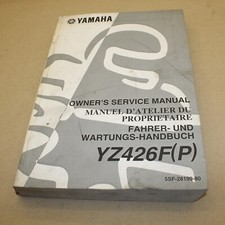 YAMAHA
OWNER'S SERVICE MANUAL
MANUEL D'ATELIER DU
PROPRIETAIRE
FAHRER- UND
WARTUNGS-HANDBUCH
YZ426F(P)
5SF-28199-80